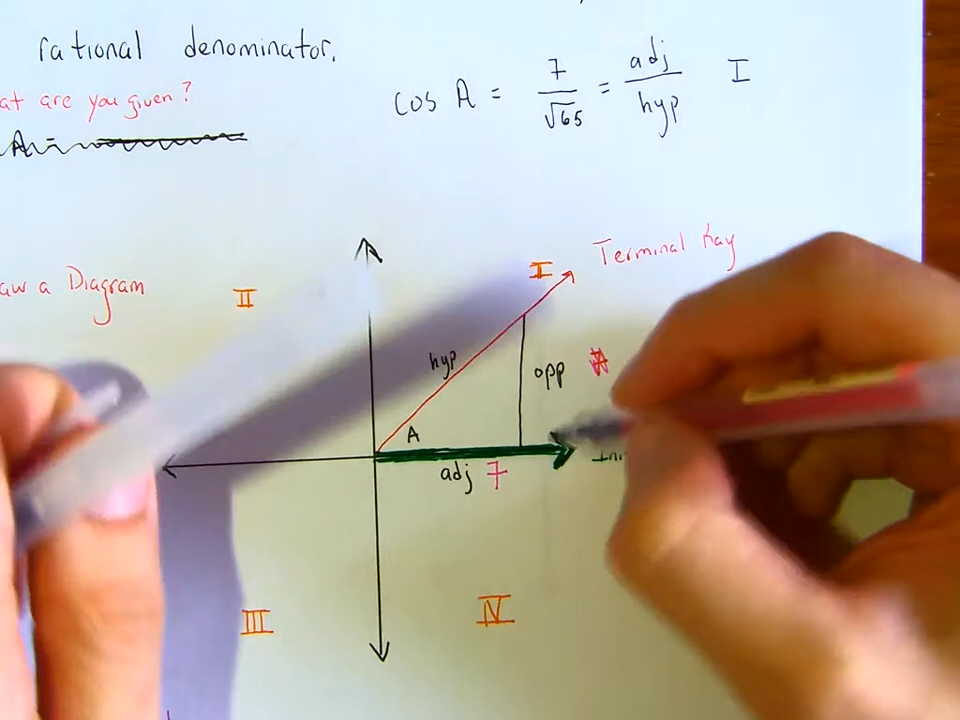 rational denominator.
at are you given?
A =
cos A = 7/√65 = adj/hyp I
Terminal Ray
I
aw a Diagram
II
hyp
opp
A
adj 7
III
IV